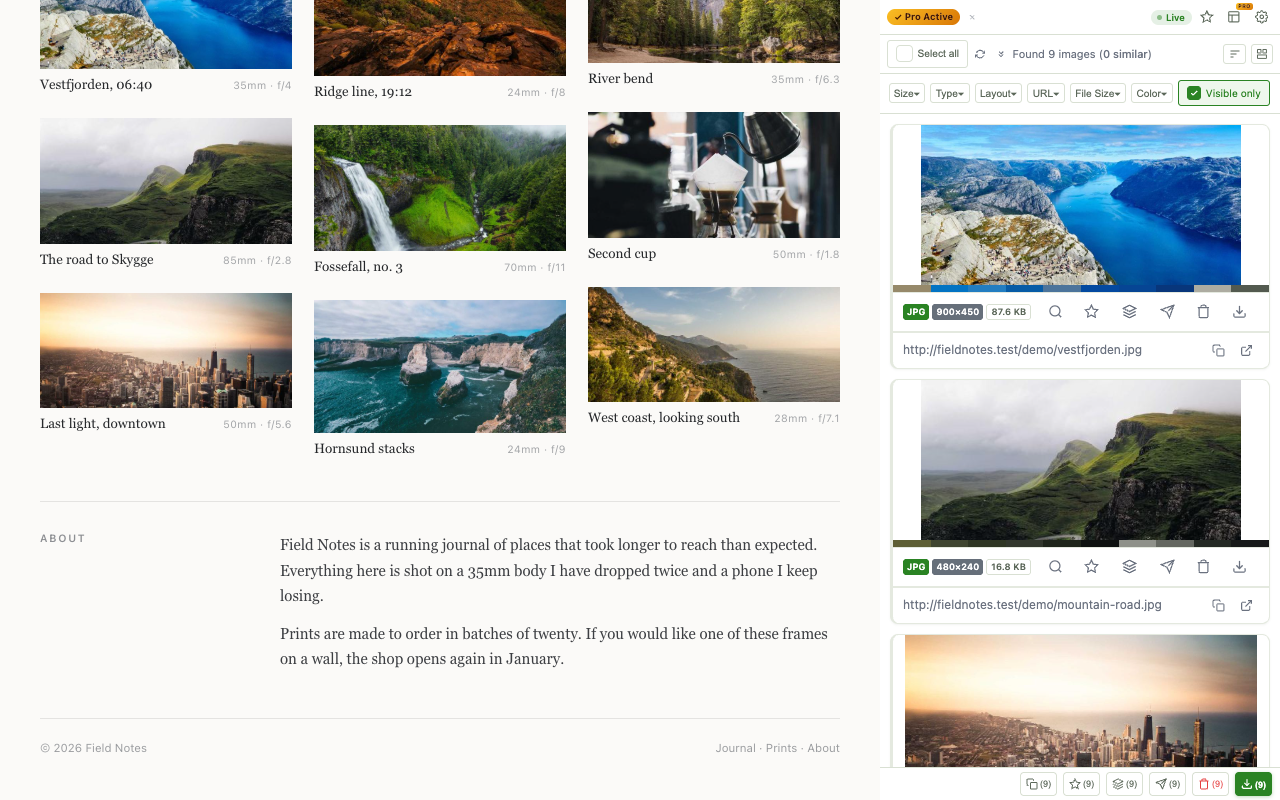 Vestfjorden, 06:40
35mm · f/4
Ridge line, 19:12
24mm · f/8
River bend
35mm · f/6.3
The road to Skygge
85mm · f/2.8
Fossefall, no. 3
70mm · f/11
Second cup
50mm · f/1.8
Last light, downtown
50mm · f/5.6
Hornsund stacks
24mm · f/9
West coast, looking south
28mm · f/7.1
ABOUT
Field Notes is a running journal of places that took longer to reach than expected.
Everything here is shot on a 35mm body I have dropped twice and a phone I keep
losing.
Prints are made to order in batches of twenty. If you would like one of these frames
on a wall, the shop opens again in January.
© 2026 Field Notes
Journal · Prints · About
Pro Active
Live
PRO
Select all
Found 9 images (0 similar)
Size
Type
Layout
URL
File Size
Color
Visible only
JPG
900×450
87.6 KB
http://fieldnotes.test/demo/vestfjorden.jpg
JPG
480×240
16.8 KB
http://fieldnotes.test/demo/mountain-road.jpg
(9)
(9)
(9)
(9)
(9)
(9)